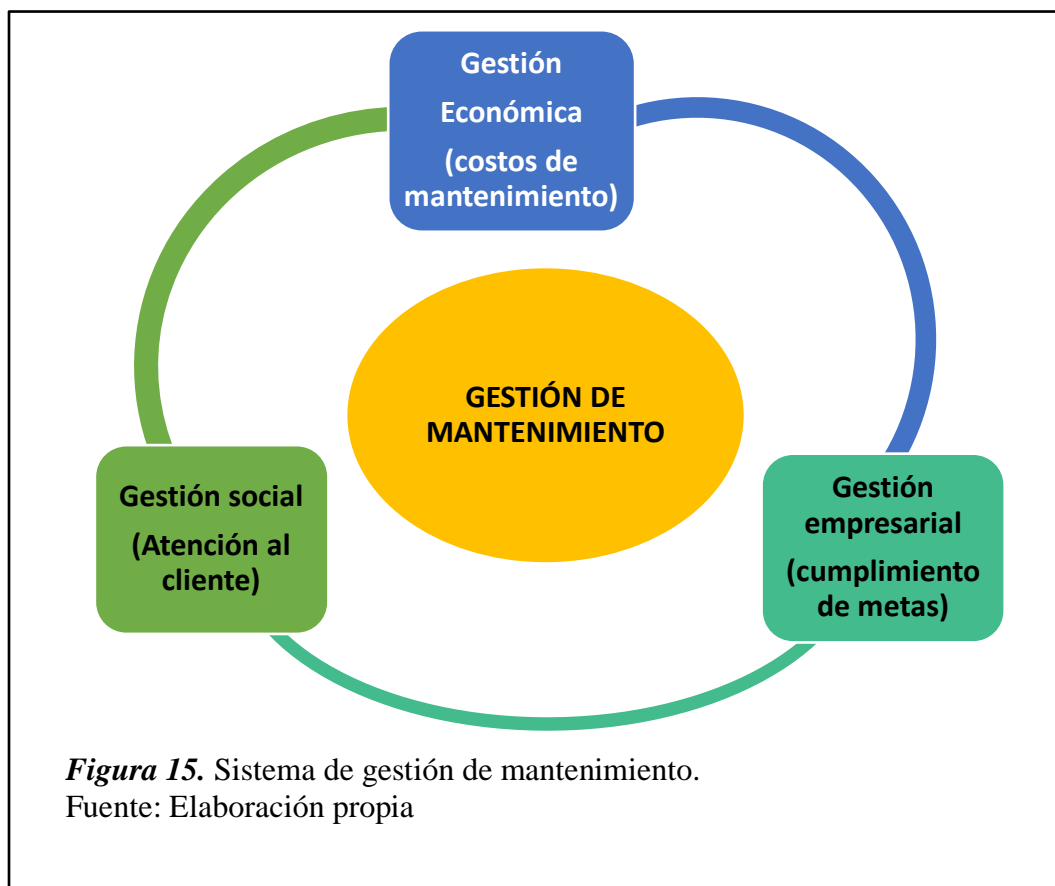 Gestión
Económica
(costos de
mantenimiento)
GESTIÓN DE
MANTENIMIENTO
Gestión social
(Atención al
cliente)
Gestión
empresarial
(cumplimiento
de metas)
Figura 15. Sistema de gestión de mantenimiento.
Fuente: Elaboración propia